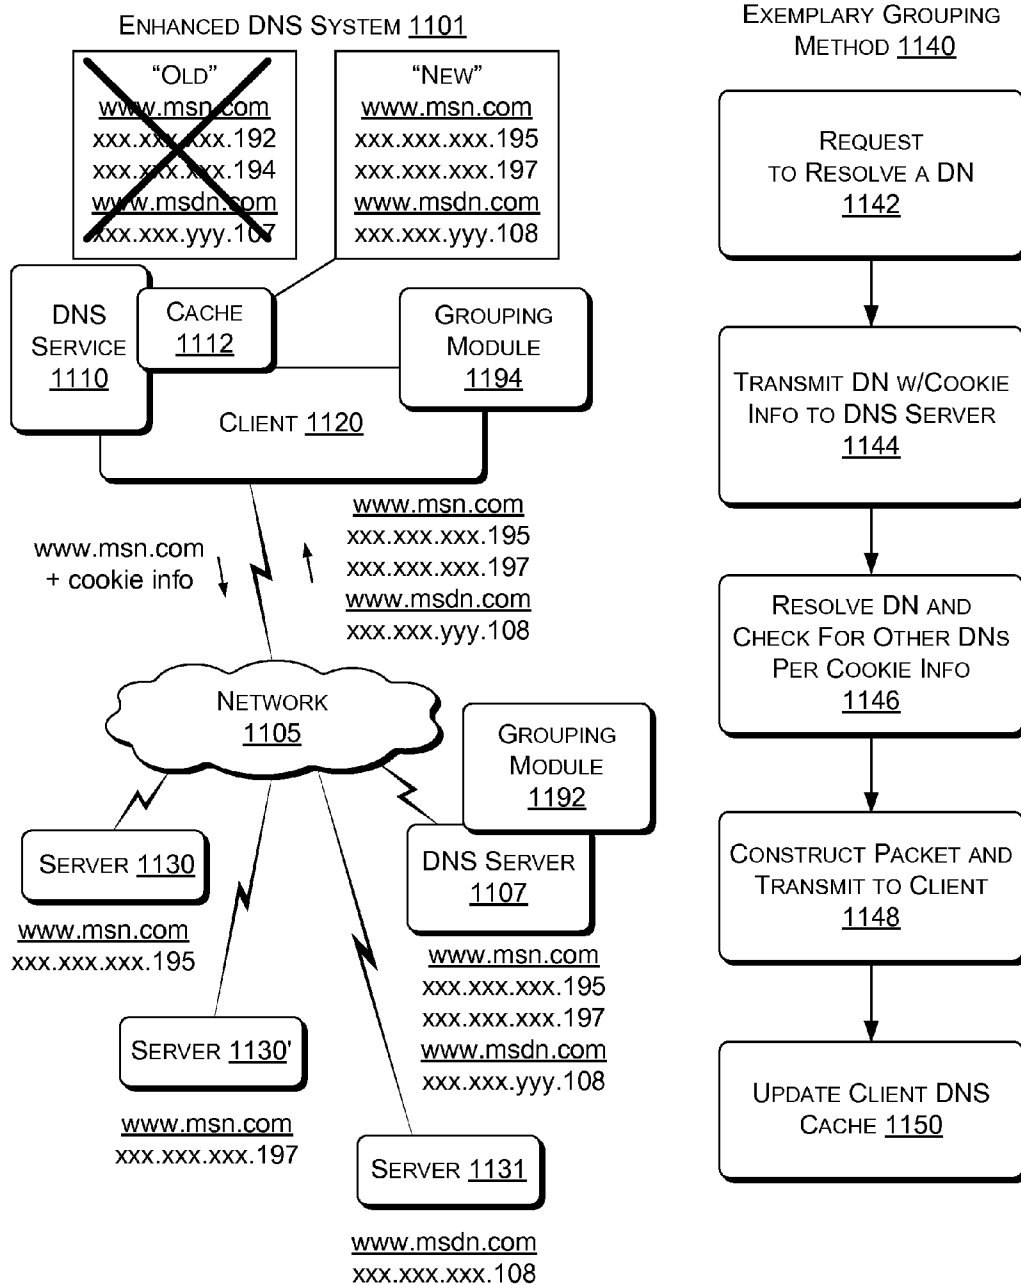 ENHANCED DNS SYSTEM 1101
"OLD"
www.msn.com
xxx.xxx.xxx.192
xxx.xxx.xxx.194
www.msdn.com
xxx.xxx.yyy.107
"NEW"
www.msn.com
xxx.xxx.xxx.195
xxx.xxx.xxx.197
www.msdn.com
xxx.xxx.yyy.108
DNS
SERVICE
1110
CACHE
1112
GROUPING
MODULE
1194
CLIENT 1120
www.msn.com
+ cookie info
www.msn.com
xxx.xxx.xxx.195
xxx.xxx.xxx.197
www.msdn.com
xxx.xxx.yyy.108
NETWORK
1105
GROUPING
MODULE
1192
DNS SERVER
1107
www.msn.com
xxx.xxx.xxx.195
xxx.xxx.xxx.197
www.msdn.com
xxx.xxx.yyy.108
SERVER 1130
www.msn.com
xxx.xxx.xxx.195
SERVER 1130'
www.msn.com
xxx.xxx.xxx.197
SERVER 1131
www.msdn.com
xxx.xxx.xxx.108
EXEMPLARY GROUPING
METHOD 1140
REQUEST
TO RESOLVE A DN
1142
TRANSMIT DN W/COOKIE
INFO TO DNS SERVER
1144
RESOLVE DN AND
CHECK FOR OTHER DNS
PER COOKIE INFO
1146
CONSTRUCT PACKET AND
TRANSMIT TO CLIENT
1148
UPDATE CLIENT DNS
CACHE 1150